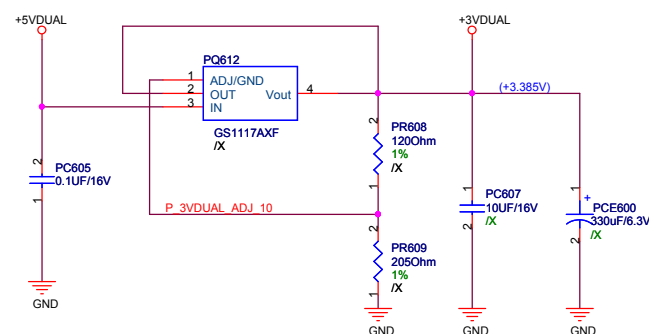 +5VDUAL
+3VDUAL
PQ612
1 ADJ/GND
2 OUT Vout 4
3 IN
(+3.385V)
GS1117AXF
/X
2
PR608
120Ohm
1%
/X
1
2
PC605
0.1UF/16V
1
P_3VDUAL_ADJ_10
1
PC607
10UF/16V
/X
2
1
+
PCE600
330uF/6.3V
/X
2
2
PR609
205Ohm
1%
/X
1
GND
GND
GND
GND